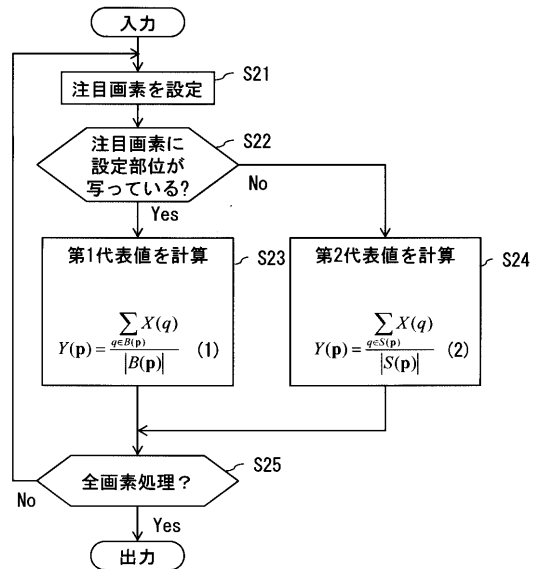 入力
注目画素を設定
S21
注目画素に
設定部位が
写っている?
S22
No
Yes
第1代表値を計算
S23
Y(p) = ∑_{q∈B(p)} X(q) / |B(p)| (1)
第2代表値を計算
S24
Y(p) = ∑_{q∈S(p)} X(q) / |S(p)| (2)
全画素処理?
S25
No
Yes
出力